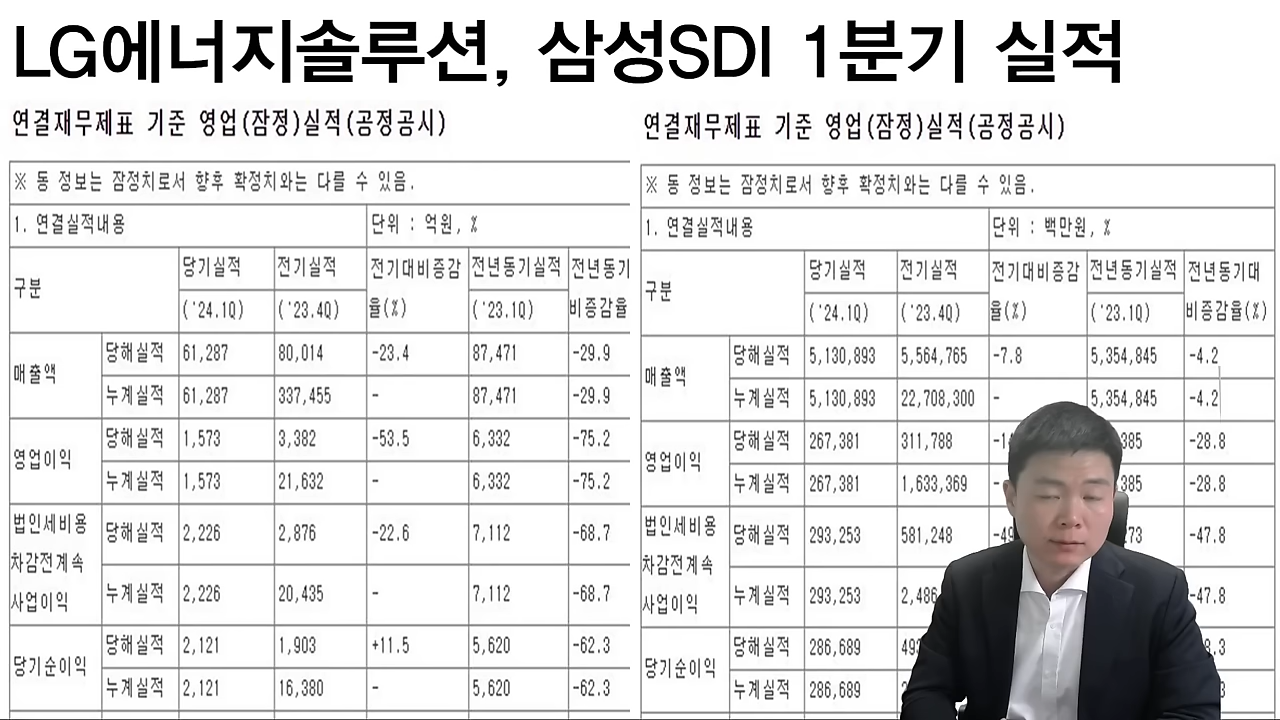 LG에너지솔루션, 삼성SDI 1분기 실적
연결재무제표 기준 영업(잠정)실적(공정공시)
※ 동 정보는 잠정치로서 향후 확정치와는 다를 수 있음.
1. 연결실적내용 단위 : 억원, %
구분 당기실적 전기실적 전기대비증감율(%) 전년동기실적 전년동기비증감율
('24.1Q) ('23.4Q) ('23.1Q)
매출액 당해실적 61,287 80,014 -23.4 87,471 -29.9
누계실적 61,287 337,455 - 87,471 -29.9
영업이익 당해실적 1,573 3,382 -53.5 6,332 -75.2
누계실적 1,573 21,632 - 6,332 -75.2
법인세비용차감전계속사업이익 당해실적 2,226 2,876 -22.6 7,112 -68.7
누계실적 2,226 20,435 - 7,112 -68.7
당기순이익 당해실적 2,121 1,903 +11.5 5,620 -62.3
누계실적 2,121 16,380 - 5,620 -62.3
연결재무제표 기준 영업(잠정)실적(공정공시)
※ 동 정보는 잠정치로서 향후 확정치와는 다를 수 있음.
1. 연결실적내용 단위 : 백만원, %
구분 당기실적 전기실적 전기대비증감율(%) 전년동기실적 전년동기대비증감율(%)
('24.1Q) ('23.4Q) ('23.1Q)
매출액 당해실적 5,130,893 5,564,765 -7.8 5,354,845 -4.2
누계실적 5,130,893 22,708,300 - 5,354,845 -4.2
영업이익 당해실적 267,381 311,788 385 -28.8
누계실적 267,381 1,633,369 - 385 -28.8
법인세비용차감전계속사업이익 당해실적 293,253 581,248 273 -47.8
누계실적 293,253 -47.8
당기순이익 당해실적 286,689
누계실적 286,689